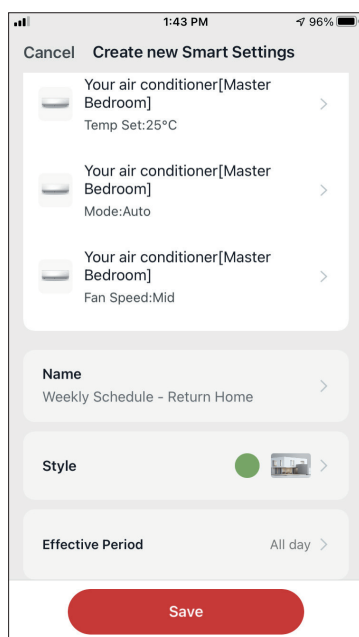 1:43 PM
96%
Cancel Create new Smart Settings
Your air conditioner[Master
Bedroom]
Temp Set:25°C
Your air conditioner[Master
Bedroom]
Mode:Auto
Your air conditioner[Master
Bedroom]
Fan Speed:Mid
Name
Weekly Schedule - Return Home
Style
Effective Period All day
Save